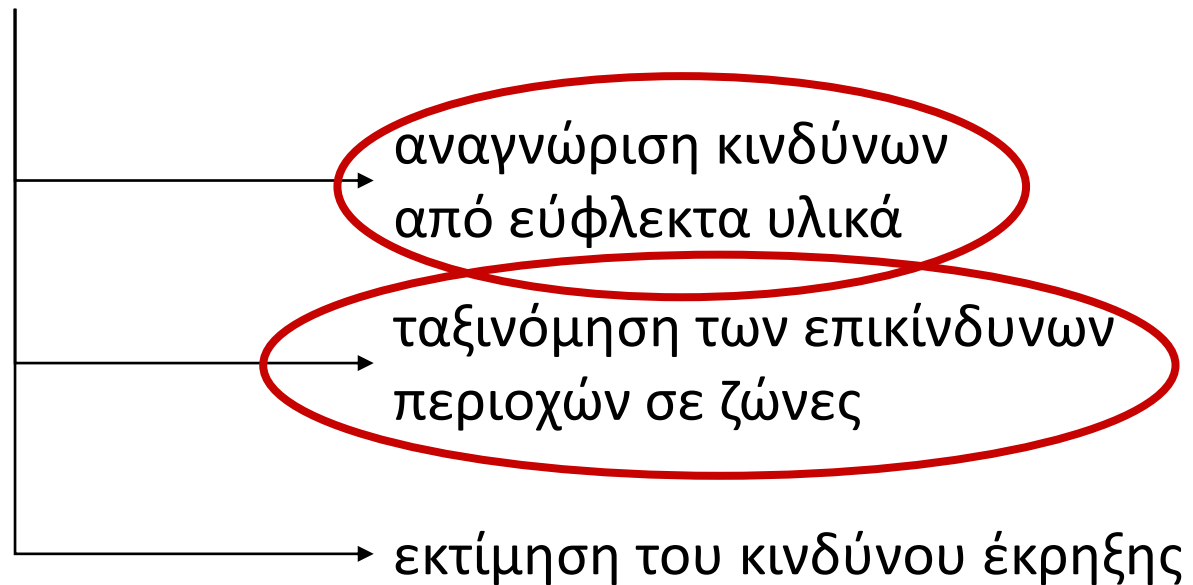 αναγνώριση κινδύνων
από εύφλεκτα υλικά
ταξινόμηση των επικίνδυνων
περιοχών σε ζώνες
εκτίμηση του κινδύνου έκρηξης